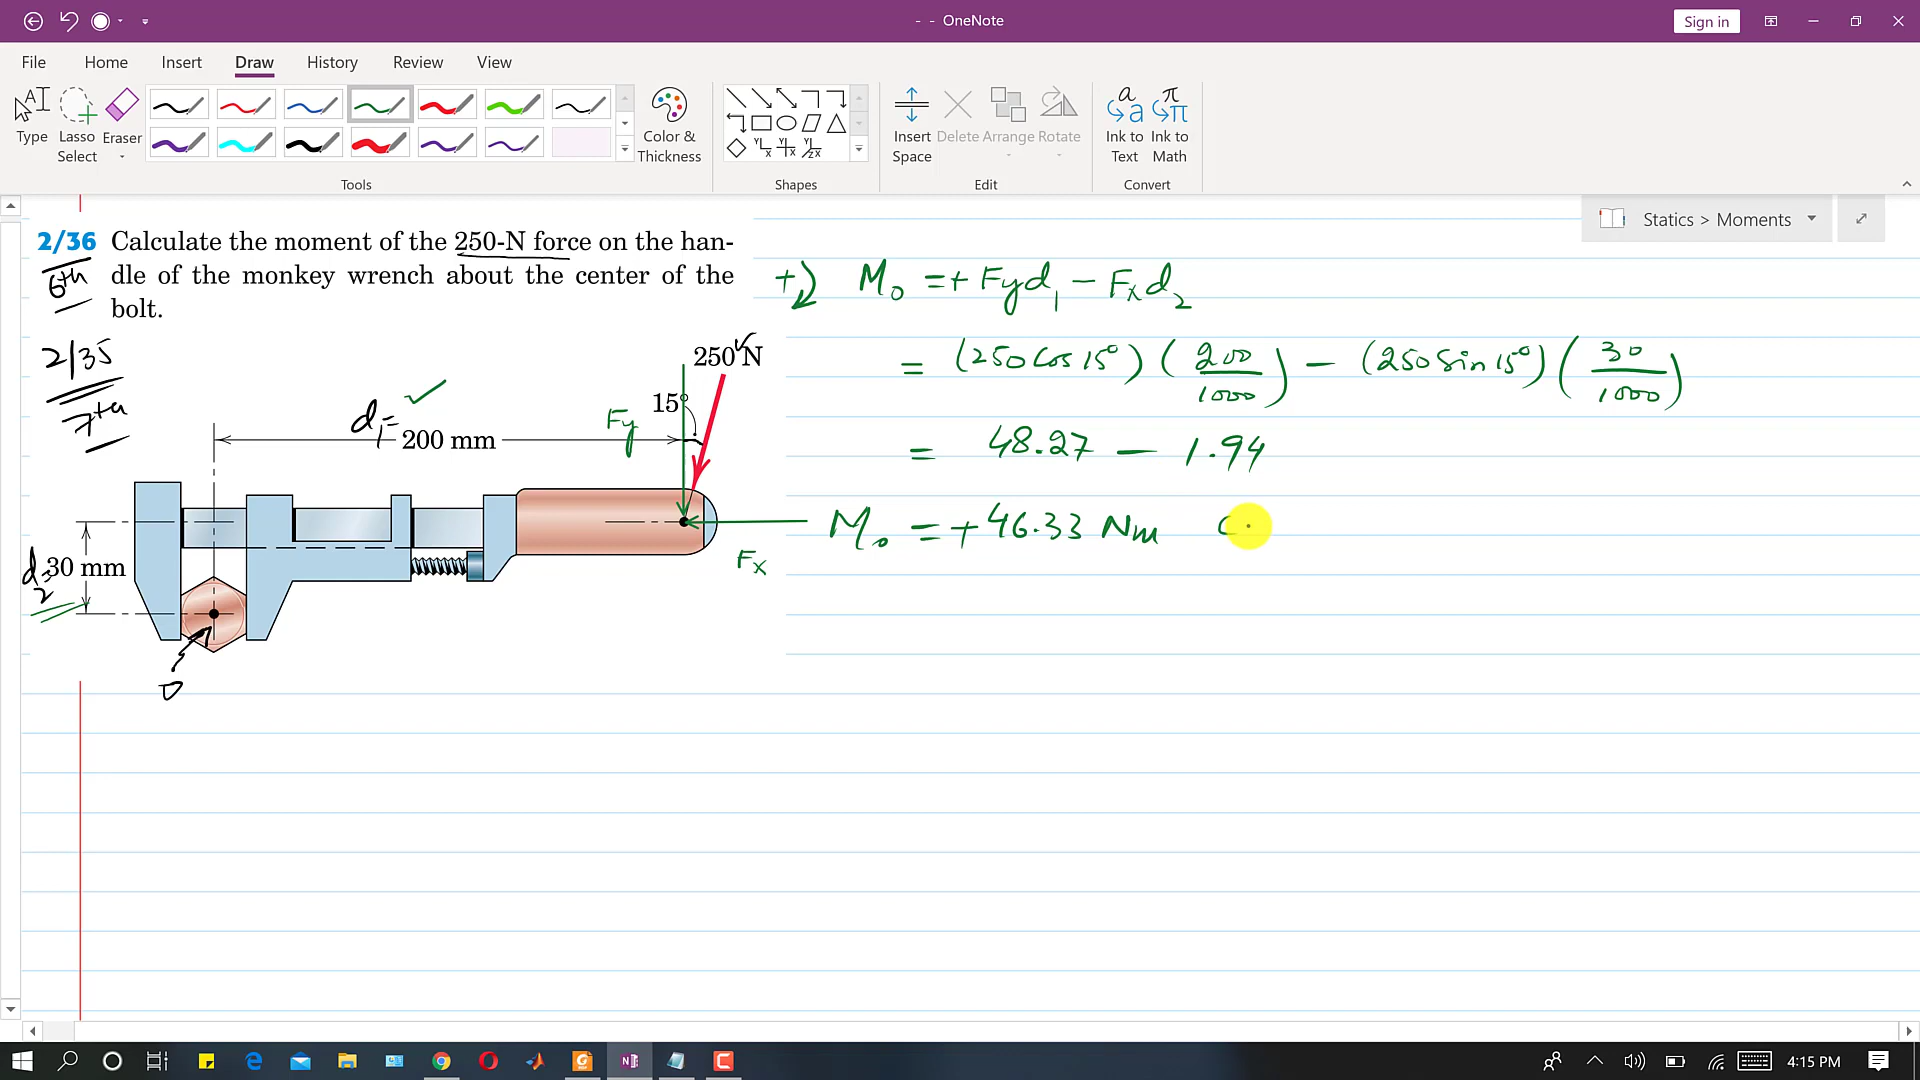 - - OneNote
Sign in
File Home Insert Draw History Review View
Type
Lasso Select
Eraser
Color & Thickness
Insert Space
Delete
Arrange
Rotate
Ink to Text
Ink to Math
Tools
Shapes
Edit
Convert
Statics > Moments
2/36 Calculate the moment of the 250-N force on the han-
dle of the monkey wrench about the center of the
bolt.
6th
2/35
7th
250 N
15°
Fy
d1 =
200 mm
d2 =
30 mm
Fx
O
+) Mo = + Fyd1 - Fxd2
= (250 Cos 15°) (200/1000) - (250 Sin 15°) (30/1000)
= 48.27 - 1.94
Mo = +46.33 Nm C
4:15 PM